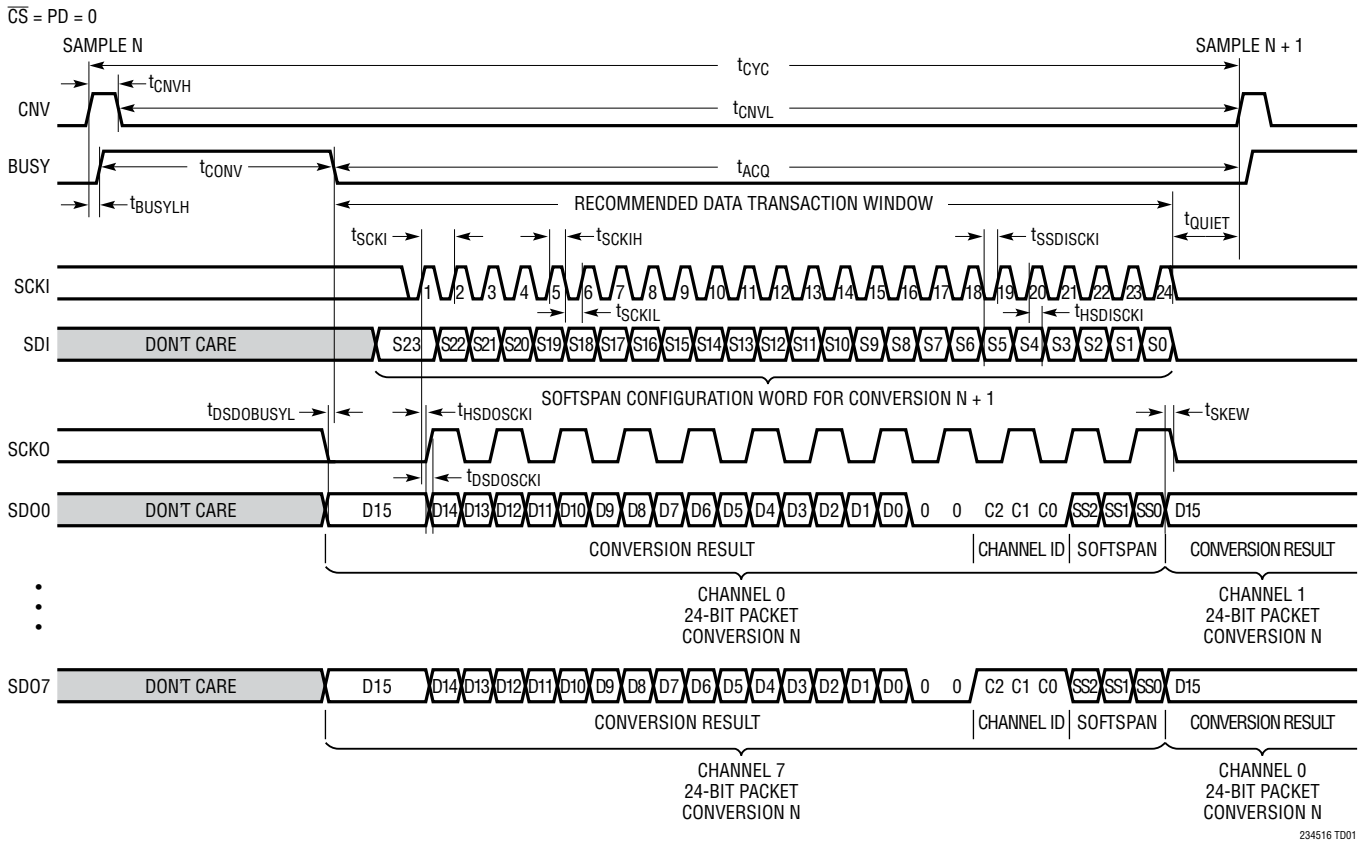 CS = PD = 0
SAMPLE N SAMPLE N + 1
tCYC
tCNVH
CNV tCNVL
BUSY tCONV tACQ
tBUSYLH
RECOMMENDED DATA TRANSACTION WINDOW
tSCKI tSCKIH tSSDISCKI tQUIET
SCKI 1 2 3 4 5 6 7 8 9 10 11 12 13 14 15 16 17 18 19 20 21 22 23 24
tSCKIL tHSDISCKI
SDI DON'T CARE S23 S22 S21 S20 S19 S18 S17 S16 S15 S14 S13 S12 S11 S10 S9 S8 S7 S6 S5 S4 S3 S2 S1 S0
SOFTSPAN CONFIGURATION WORD FOR CONVERSION N + 1
tDSDOBUSYL tHSDOSCKI tSKEW
SCKO
tDSDOSCKI
SDO0 DON'T CARE D15 D14 D13 D12 D11 D10 D9 D8 D7 D6 D5 D4 D3 D2 D1 D0 0 0 C2 C1 C0 SS2 SS1 SS0 D15
CONVERSION RESULT CHANNEL ID SOFTSPAN CONVERSION RESULT
CHANNEL 0 CHANNEL 1
24-BIT PACKET 24-BIT PACKET
CONVERSION N CONVERSION N
SDO7 DON'T CARE D15 D14 D13 D12 D11 D10 D9 D8 D7 D6 D5 D4 D3 D2 D1 D0 0 0 C2 C1 C0 SS2 SS1 SS0 D15
CONVERSION RESULT CHANNEL ID SOFTSPAN CONVERSION RESULT
CHANNEL 7 CHANNEL 0
24-BIT PACKET 24-BIT PACKET
CONVERSION N CONVERSION N
234516 TD01